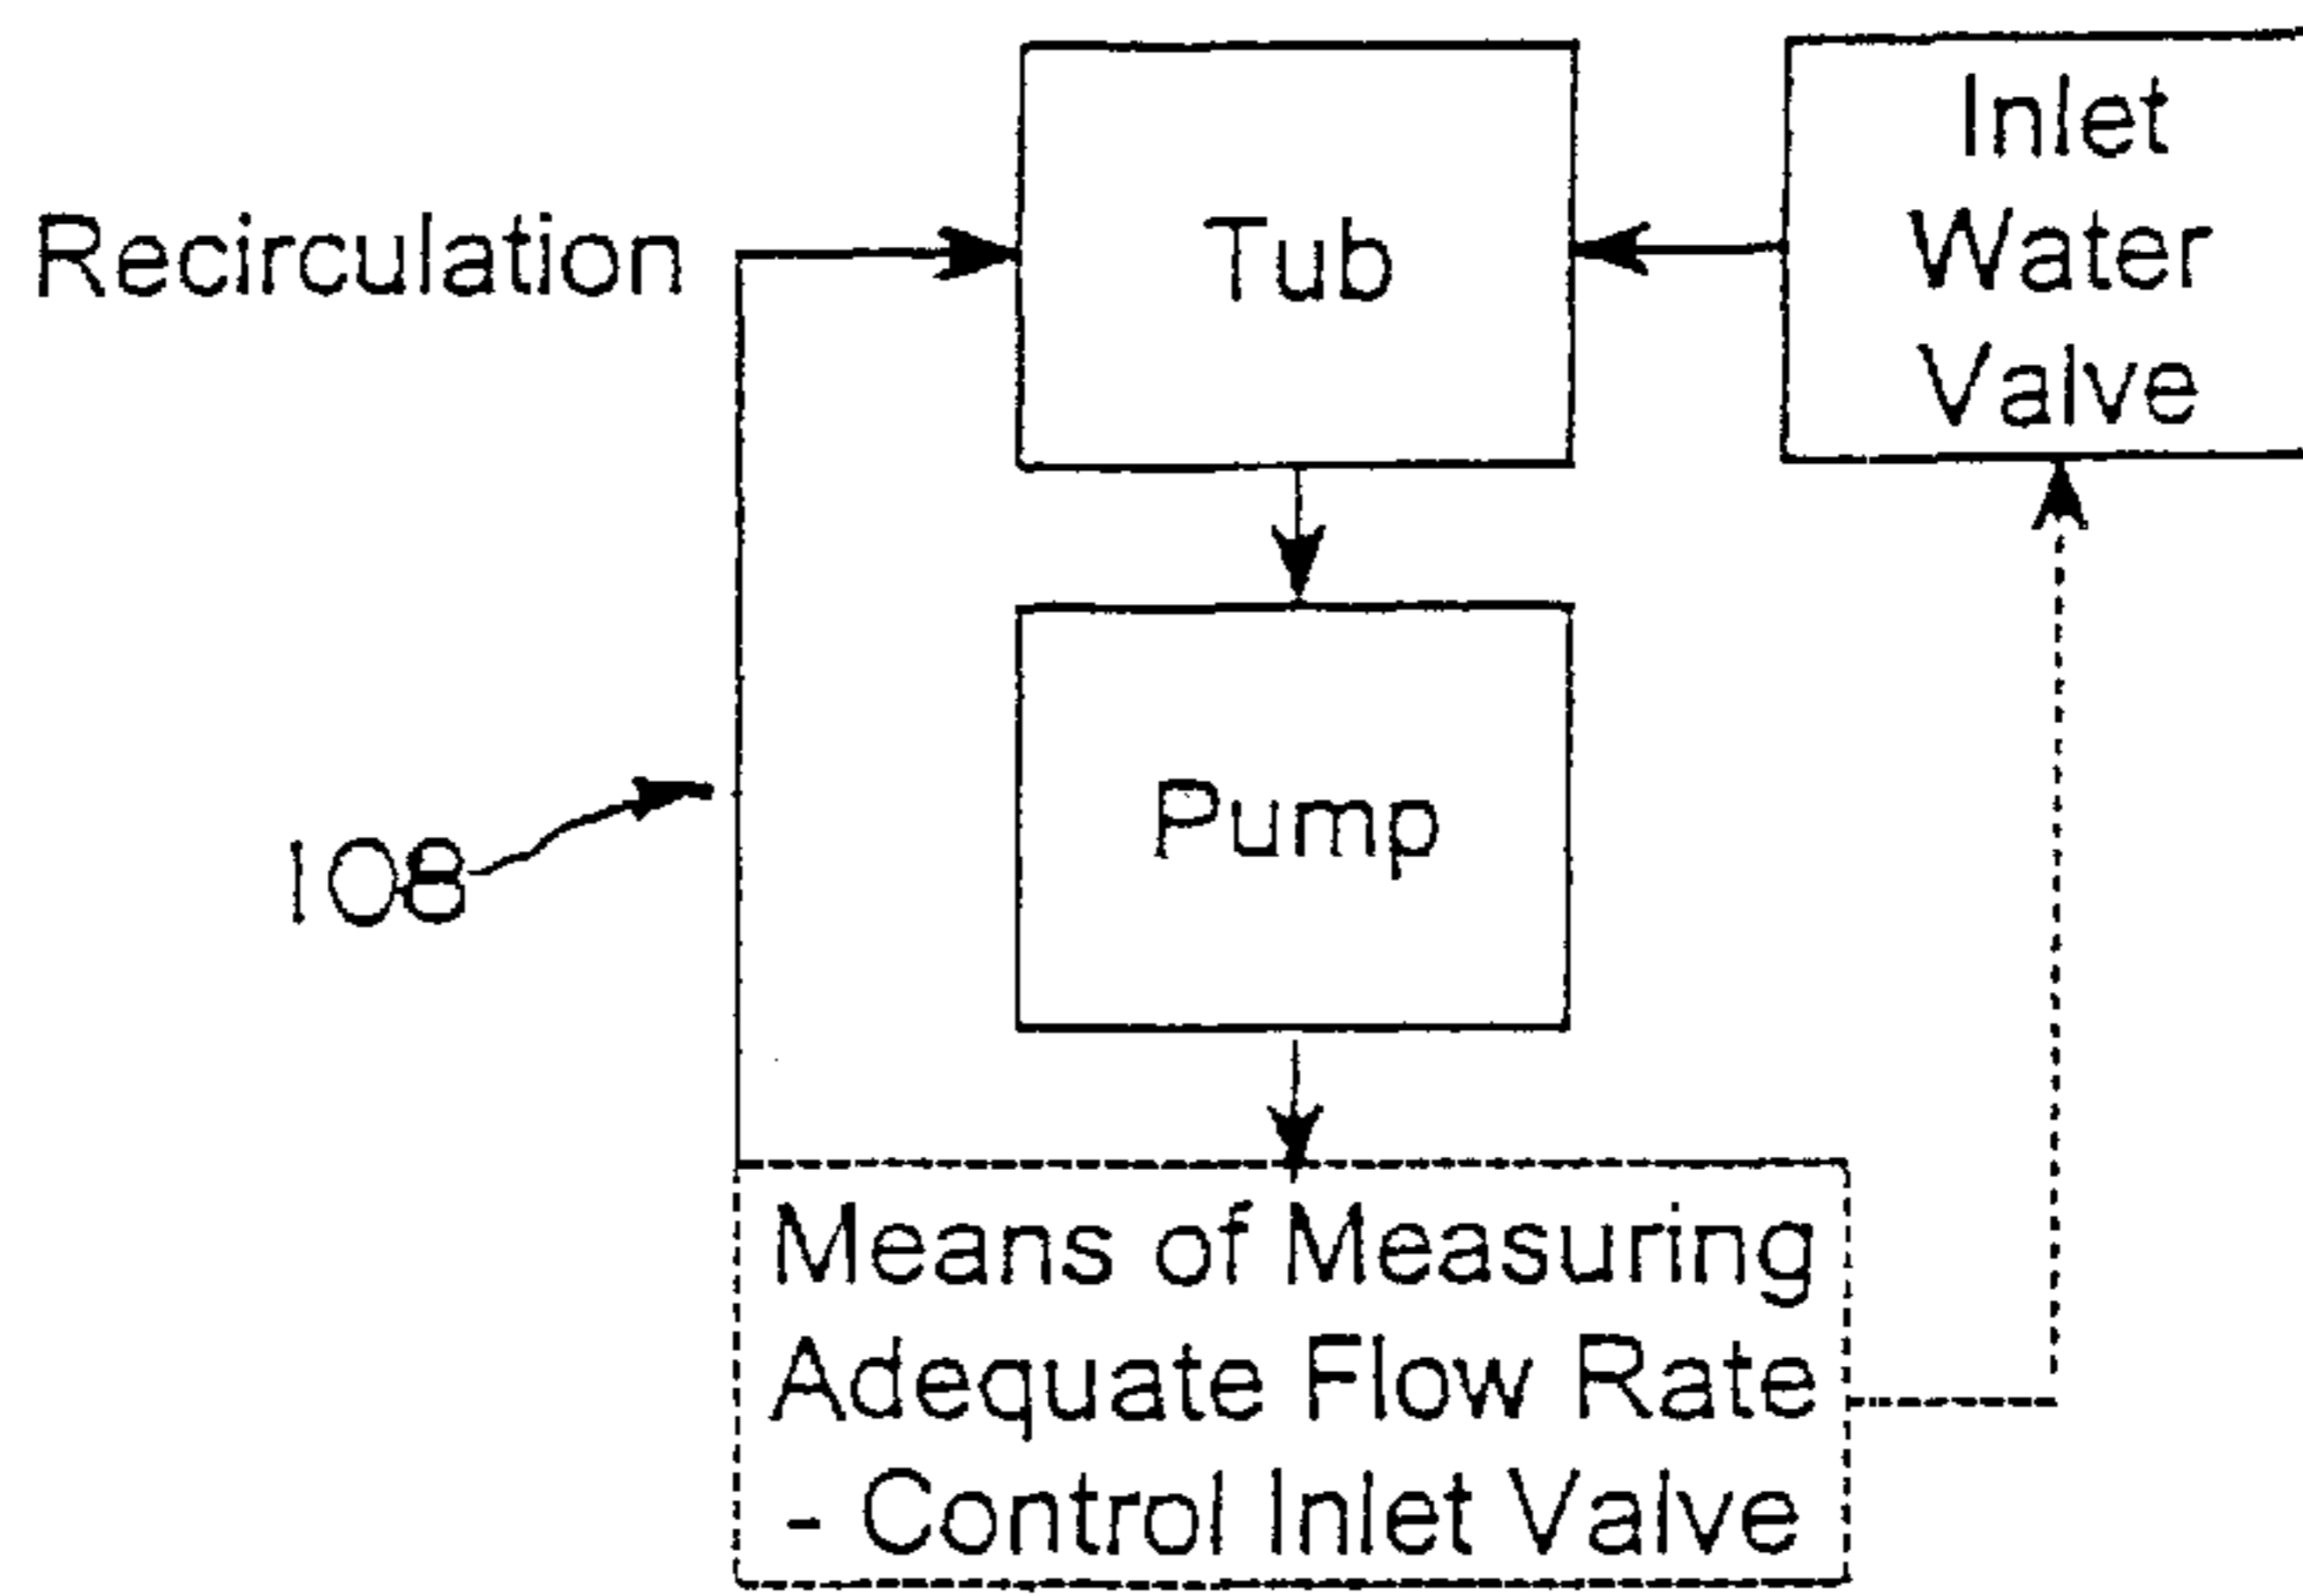 Inlet
Water
Valve
Recirculation
Tub
Pump
108
Means of Measuring
Adequate Flow Rate
- Control Inlet Valve